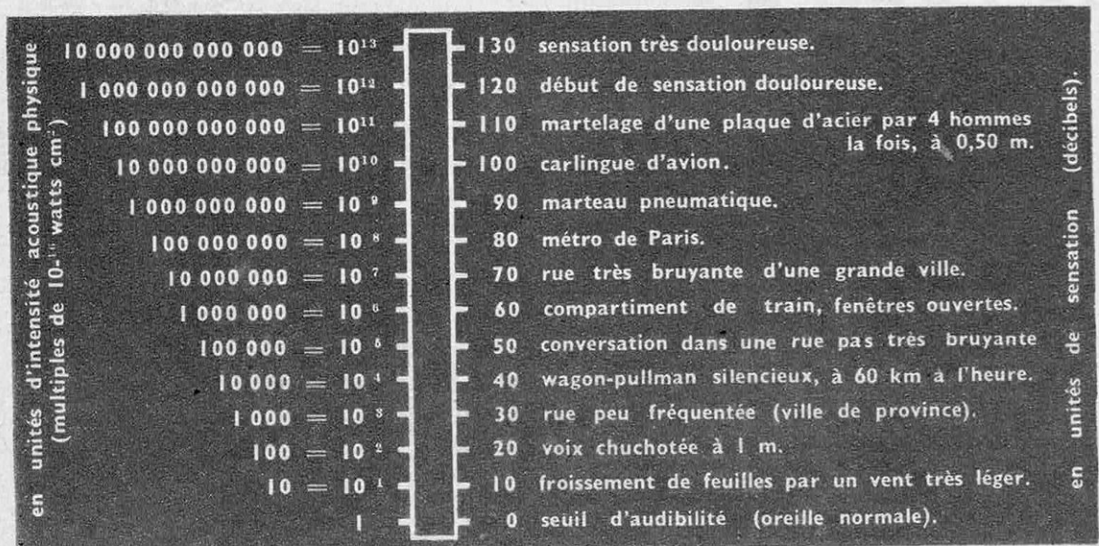 en unités d'intensité acoustique physique
(multiples de 10-¹⁶ watts cm²)
10 000 000 000 000 = 10¹³ 130 sensation très douloureuse.
1 000 000 000 000 = 10¹² 120 début de sensation douloureuse.
100 000 000 000 = 10¹¹ 110 martelage d'une plaque d'acier par 4 hommes
la fois, à 0,50 m.
10 000 000 000 = 10¹⁰ 100 carlingue d'avion.
1 000 000 000 = 10⁹ 90 marteau pneumatique.
100 000 000 = 10⁸ 80 métro de Paris.
10 000 000 = 10⁷ 70 rue très bruyante d'une grande ville.
1 000 000 = 10⁶ 60 compartiment de train, fenêtres ouvertes.
100 000 = 10⁵ 50 conversation dans une rue pas très bruyante
10 000 = 10⁴ 40 wagon-pullman silencieux, à 60 km a l'heure.
1 000 = 10³ 30 rue peu fréquentée (ville de province).
100 = 10² 20 voix chuchotée à 1 m.
10 = 10¹ 10 froissement de feuilles par un vent très léger.
1 0 seuil d'audibilité (oreille normale).
en unités de sensation (décibels).